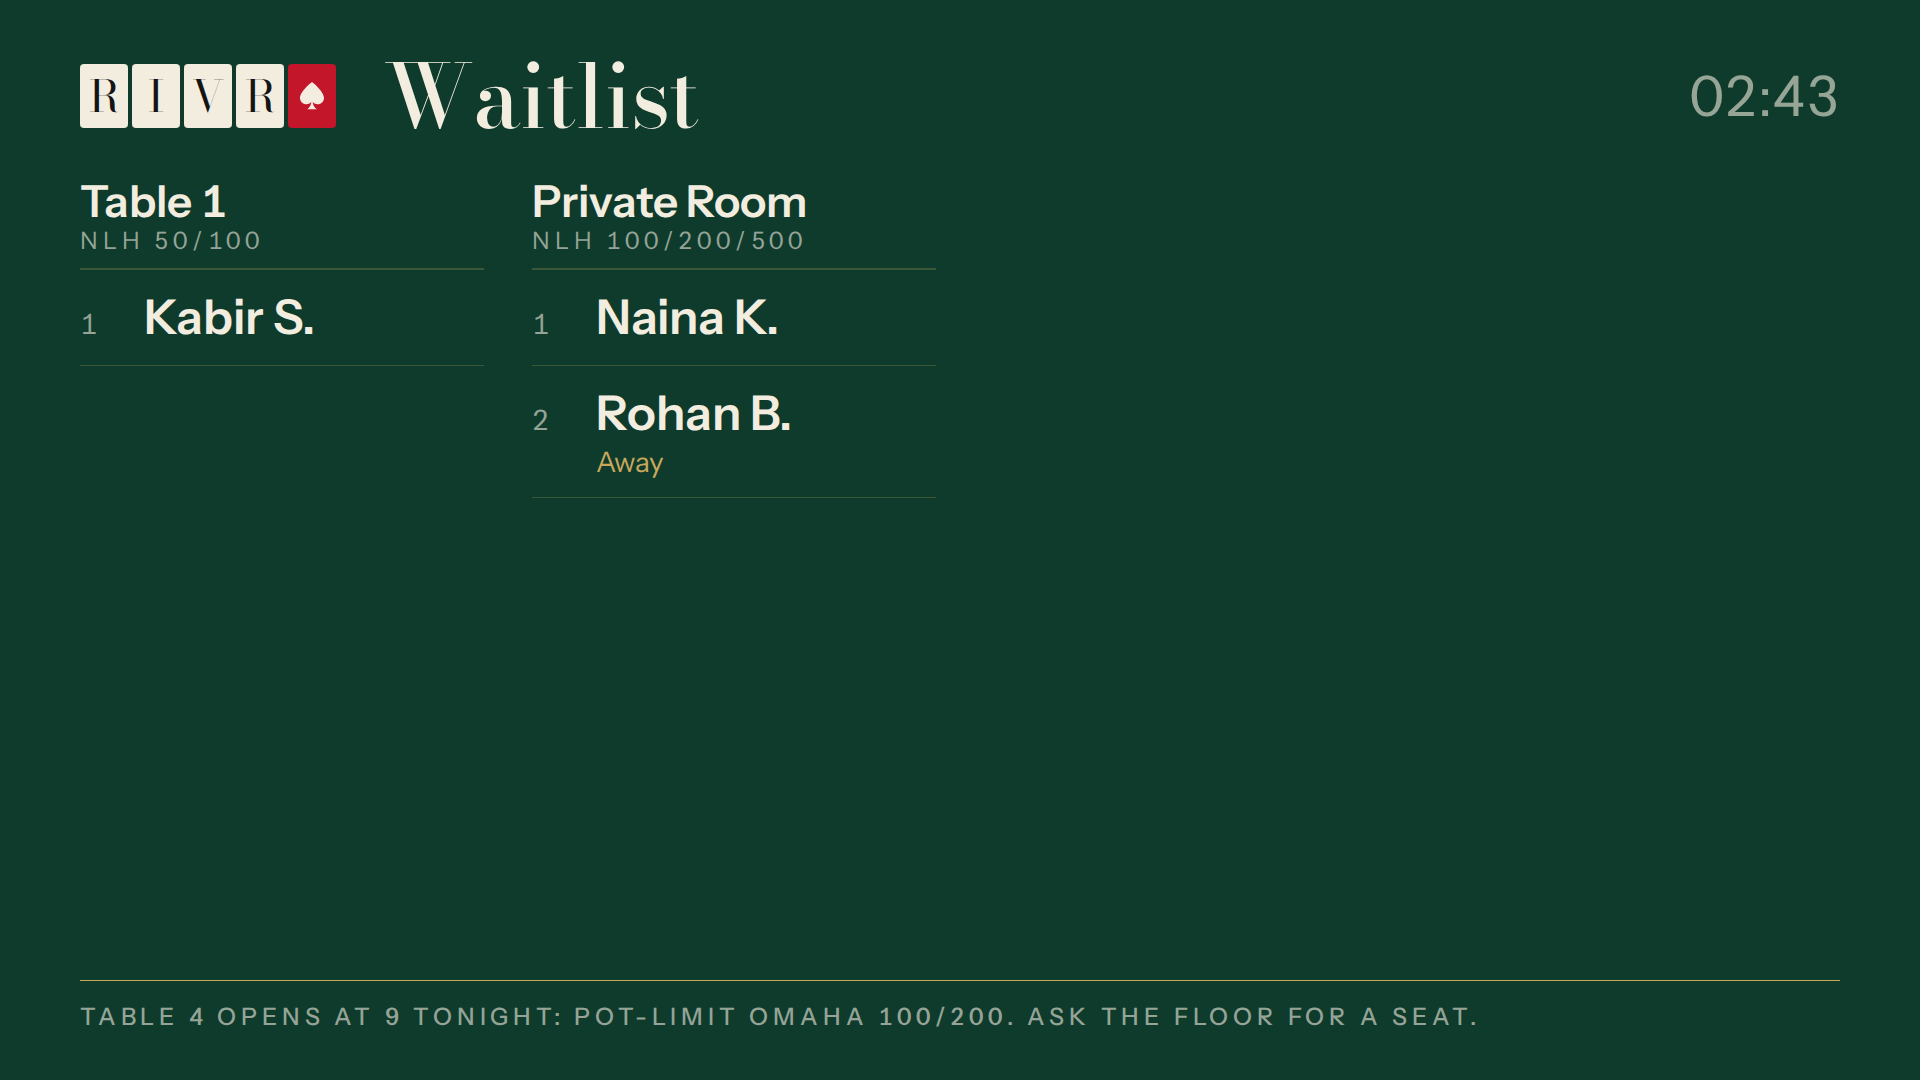 RIVR♠ Waitlist 02:43
Table 1
NLH 50/100
1 Kabir S.
Private Room
NLH 100/200/500
1 Naina K.
2 Rohan B.
Away
TABLE 4 OPENS AT 9 TONIGHT: POT-LIMIT OMAHA 100/200. ASK THE FLOOR FOR A SEAT.